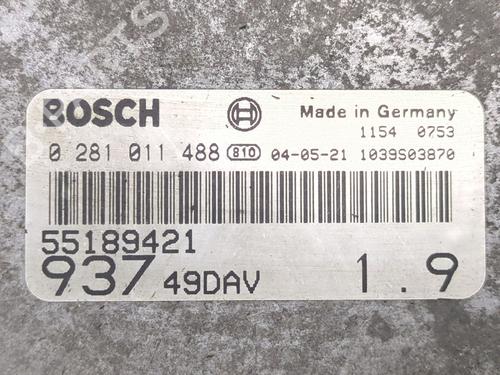 BOSCH
Made in Germany
1154 0753
0 281 011 488 810 04-05-21 1039S03870
55189421
937 49DAV 1.9